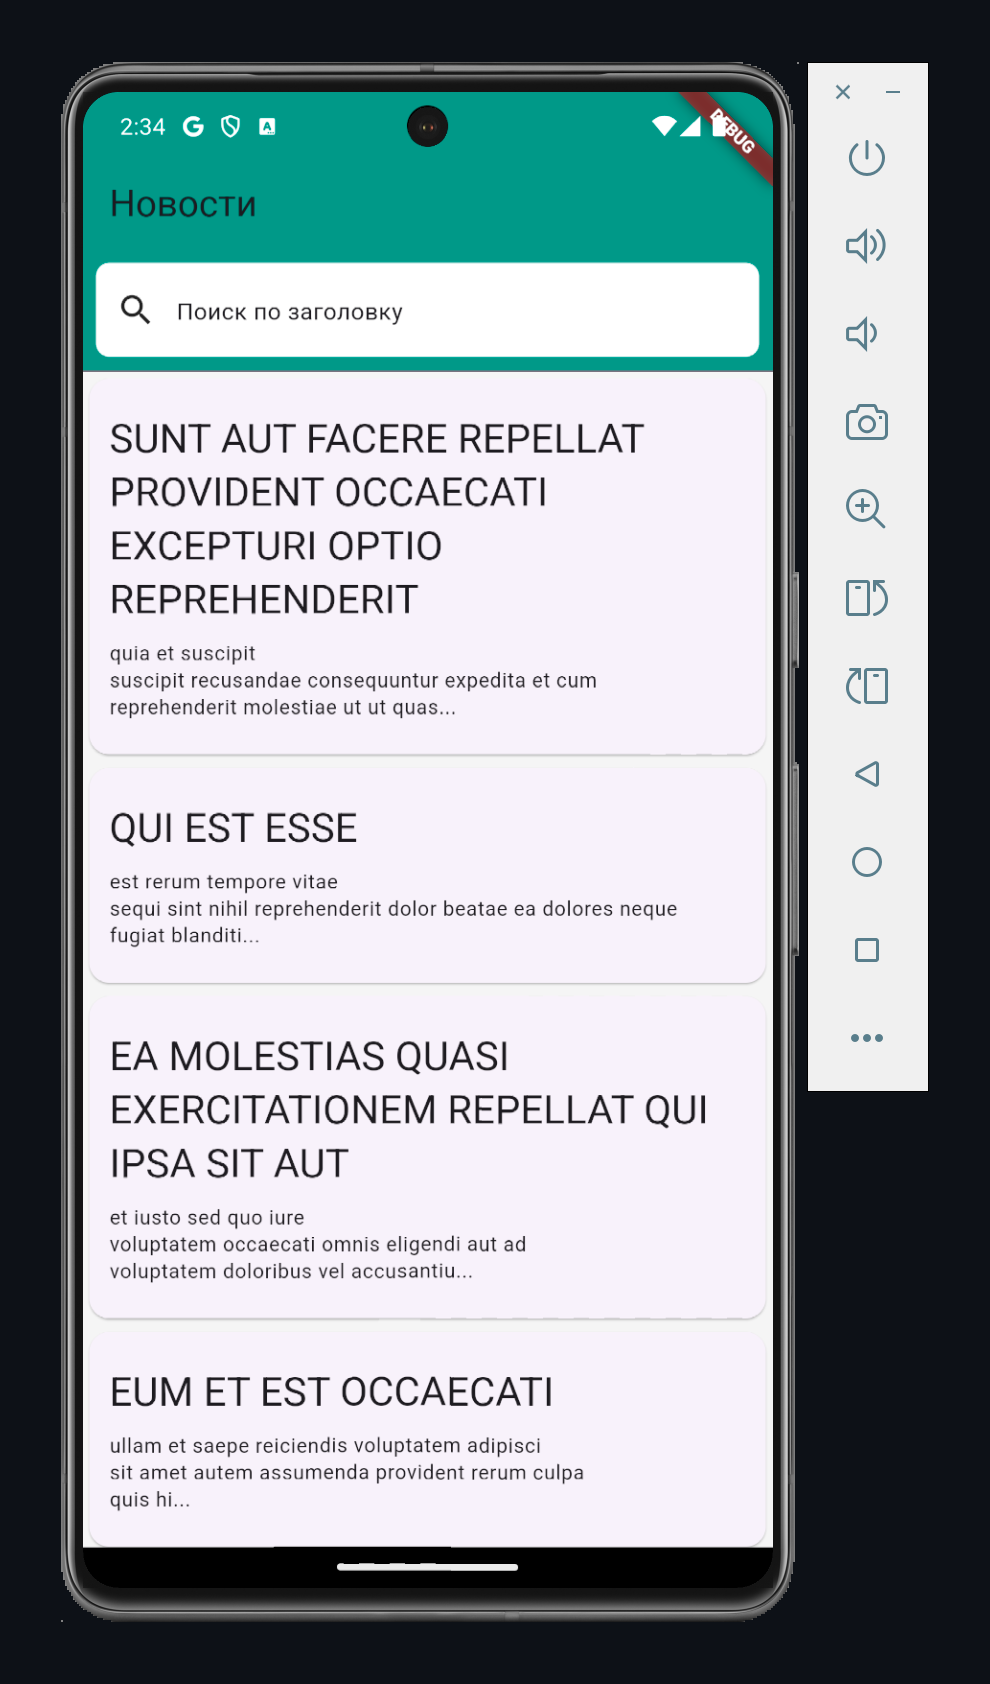 2:34
DEBUG
Новости
Поиск по заголовку
SUNT AUT FACERE REPELLAT
PROVIDENT OCCAECATI
EXCEPTURI OPTIO
REPREHENDERIT
quia et suscipit
suscipit recusandae consequuntur expedita et cum
reprehenderit molestiae ut ut quas...
QUI EST ESSE
est rerum tempore vitae
sequi sint nihil reprehenderit dolor beatae ea dolores neque
fugiat blanditi...
EA MOLESTIAS QUASI
EXERCITATIONEM REPELLAT QUI
IPSA SIT AUT
et iusto sed quo iure
voluptatem occaecati omnis eligendi aut ad
voluptatem doloribus vel accusantiu...
EUM ET EST OCCAECATI
ullam et saepe reiciendis voluptatem adipisci
sit amet autem assumenda provident rerum culpa
quis hi...